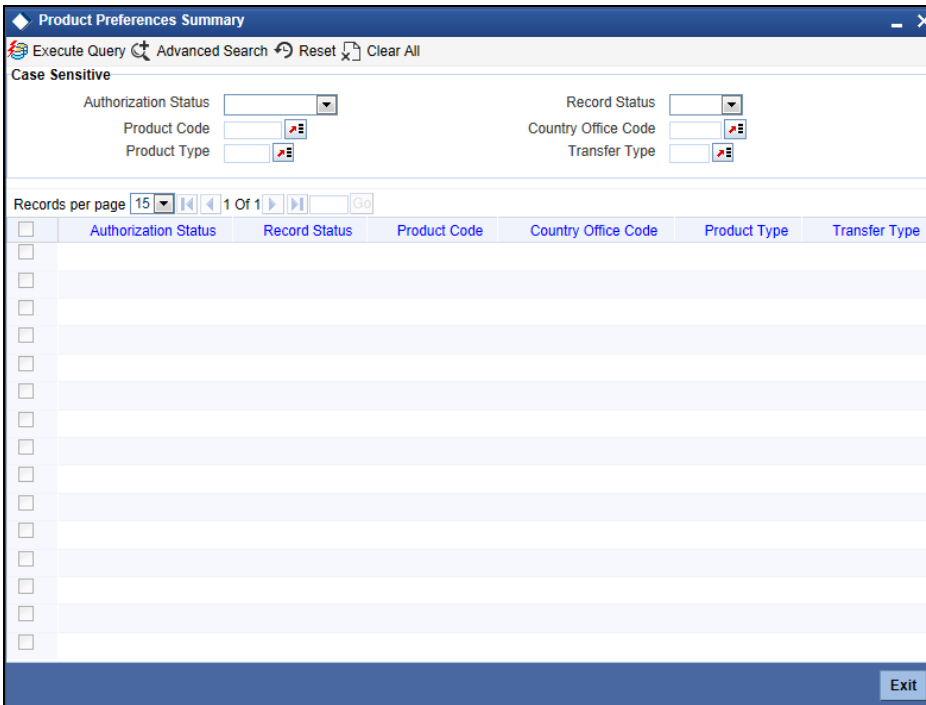 Product Preferences Summary
Execute Query Advanced Search Reset Clear All
Case Sensitive
Authorization Status Record Status
Product Code Country Office Code
Product Type Transfer Type
Records per page 15 1 Of 1 Go
Authorization Status Record Status Product Code Country Office Code Product Type Transfer Type
Exit